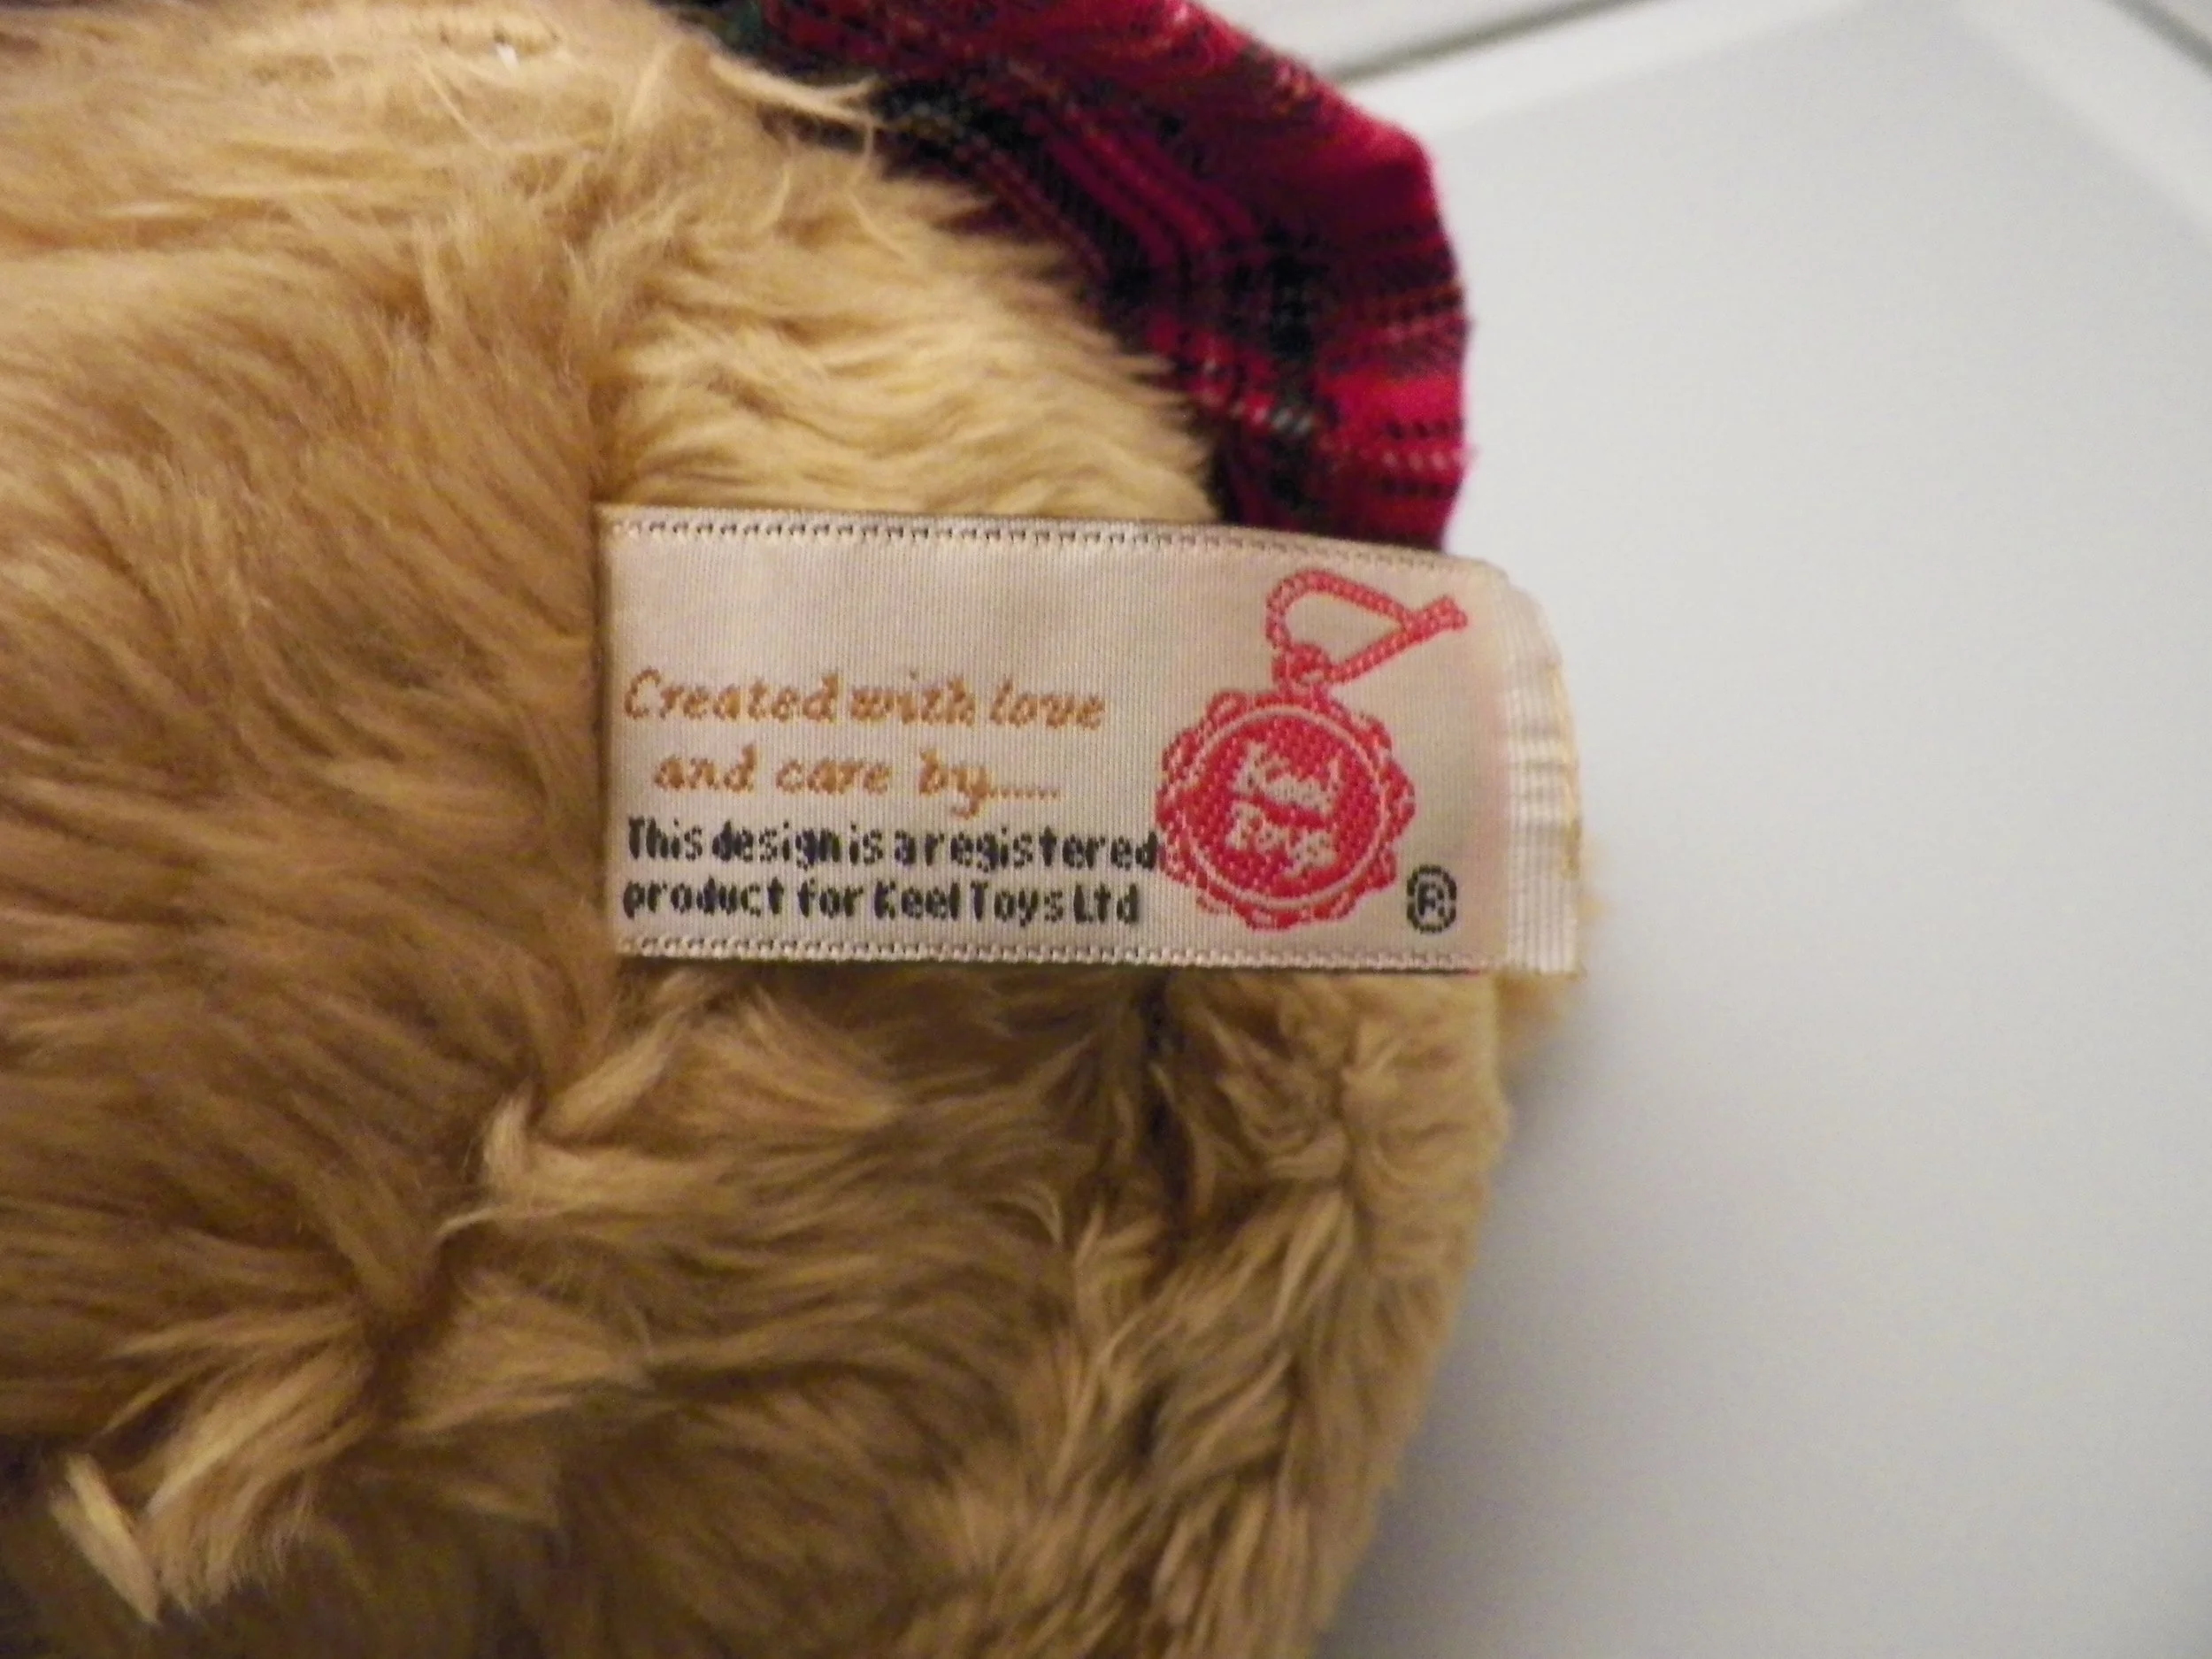 Created with love
and care by.....
This design is a registered
product for Keel Toys Ltd
Keel
Toys
®